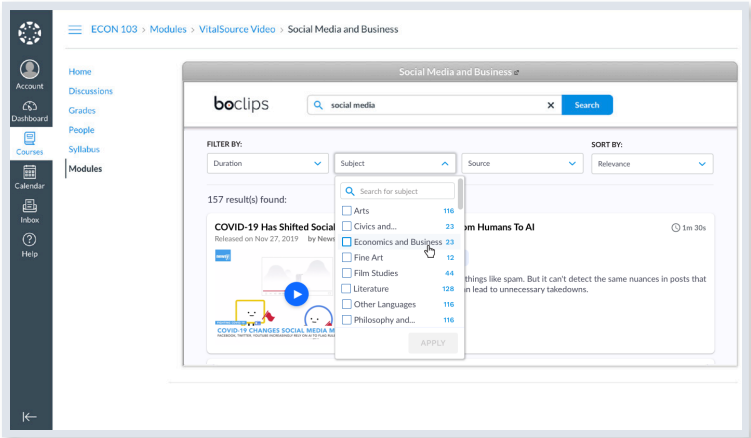 ECON 103 › Modules › VitalSource Video › Social Media and Business
Account
Dashboard
Courses
Calendar
Inbox
Help
Home
Discussions
Grades
People
Syllabus
Modules
Social Media and Business
boclips
social media
Search
FILTER BY:
SORT BY:
Duration
Subject
Source
Relevance
157 result(s) found:
Search for subject
Arts 116
Civics and... 23
Economics and Business 23
Fine Art 12
Film Studies 44
Literature 128
Other Languages 116
Philosophy and... 116
APPLY
COVID-19 Has Shifted Social
om Humans To AI
1m 30s
Released on Nov 27, 2019 by News
things like spam. But it can't detect the same nuances in posts that
n lead to unnecessary takedowns.
COVID-19 CHANGES SOCIAL MEDIA M